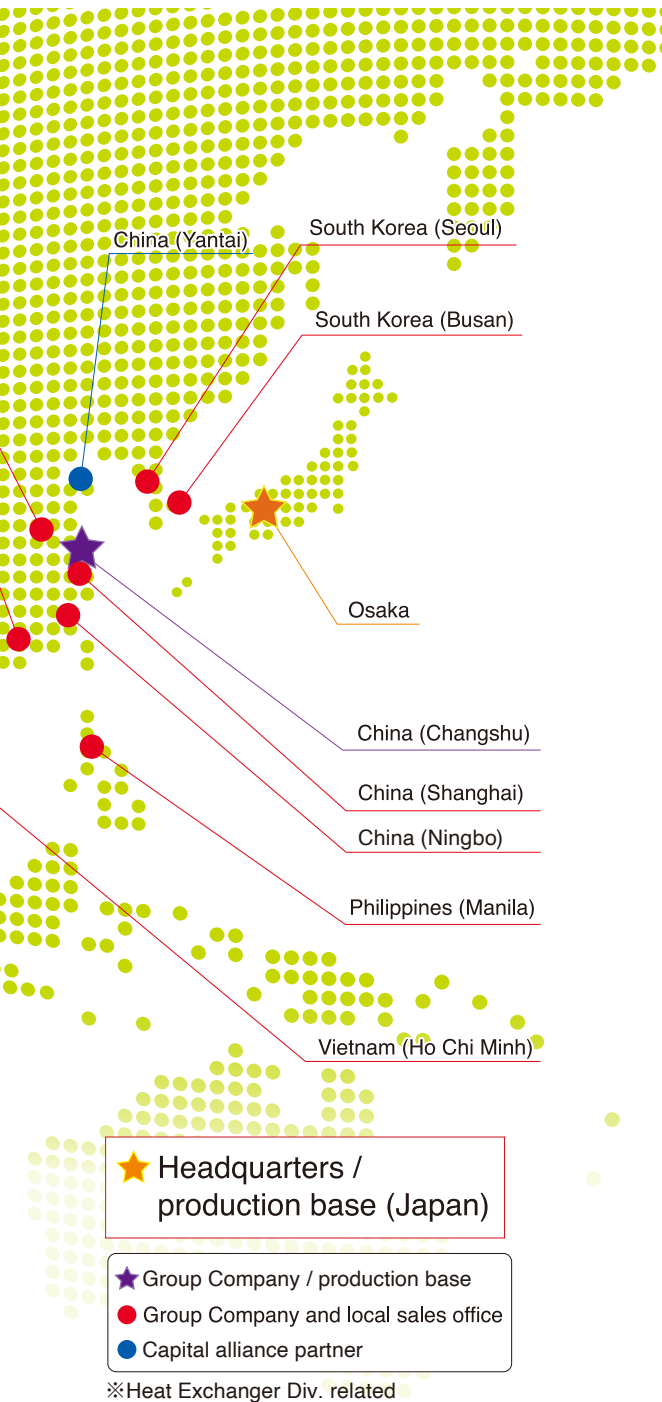 China (Yantai)
South Korea (Seoul)
South Korea (Busan)
Osaka
China (Changshu)
China (Shanghai)
China (Ningbo)
Philippines (Manila)
Vietnam (Ho Chi Minh)
Headquarters /
production base (Japan)
Group Company / production base
Group Company and local sales office
Capital alliance partner
※Heat Exchanger Div. related